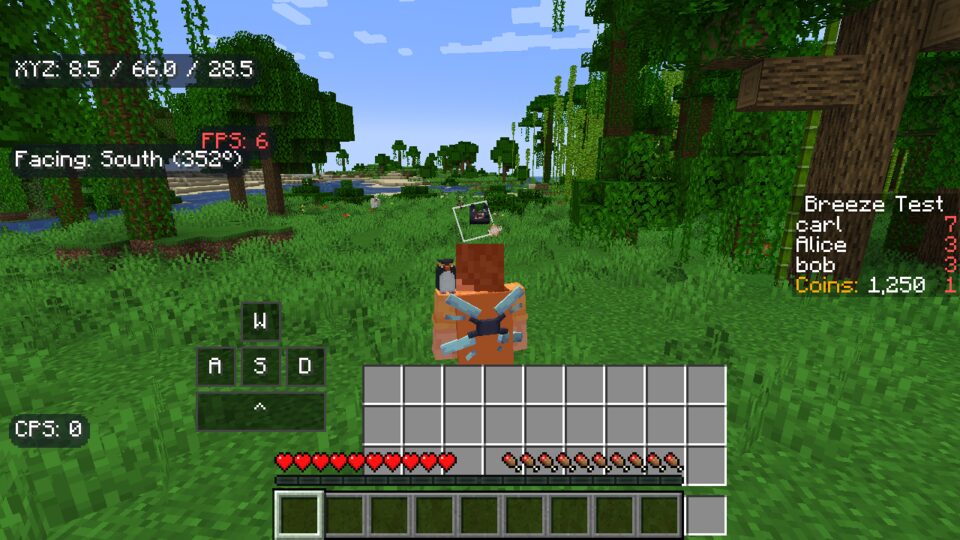 XYZ: 8.5 / 66.0 / 28.5
FPS: 6
Facing: South (352°)
Breeze Test
carl 7
Alice 3
bob 3
Coins: 1,250 1
W
A S D
^
CPS: 0